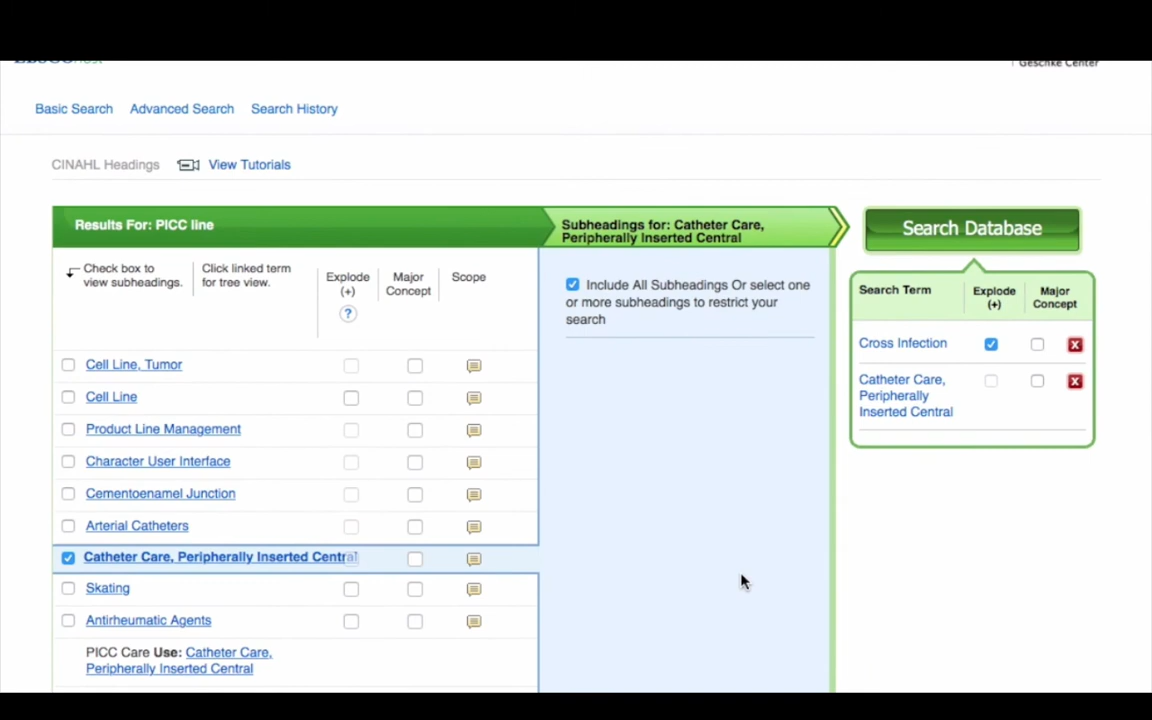 Geschke Center
Basic Search Advanced Search Search History
CINAHL Headings View Tutorials
Results For: PICC line
Subheadings for: Catheter Care,
Peripherally Inserted Central
Search Database
Check box to
view subheadings.
Click linked term
for tree view.
Explode
(+)
?
Major
Concept
Scope
Include All Subheadings Or select one
or more subheadings to restrict your
search
Search Term
Explode
(+)
Major
Concept
Cross Infection
Catheter Care,
Peripherally
Inserted Central
Cell Line, Tumor
Cell Line
Product Line Management
Character User Interface
Cementoenamel Junction
Arterial Catheters
Catheter Care, Peripherally Inserted Central
Skating
Antirheumatic Agents
PICC Care Use: Catheter Care,
Peripherally Inserted Central